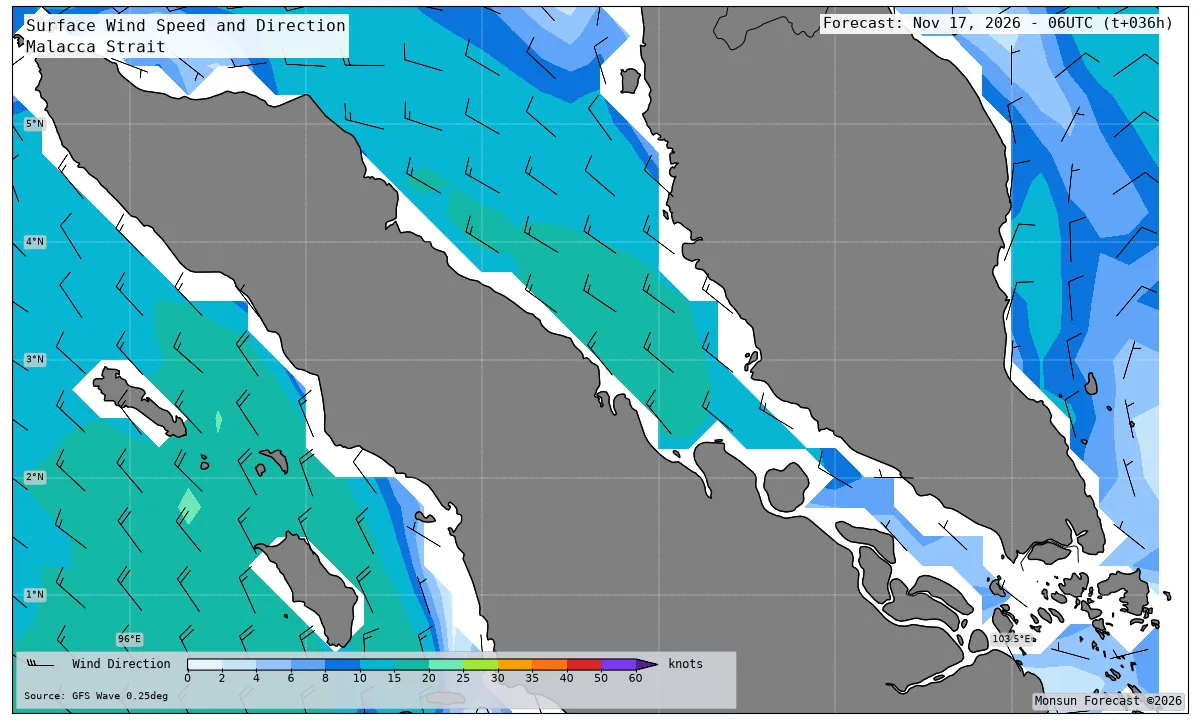 Surface Wind Speed and Direction
Malacca Strait
Forecast: Nov 17, 2026 - 06UTC (t+036h)
5°N
4°N
3°N
2°N
1°N
96°E
103.5°E
Wind Direction
knots
0 2 4 6 8 10 15 20 25 30 35 40 50 60
Source: GFS Wave 0.25deg
Monsun Forecast ©2026